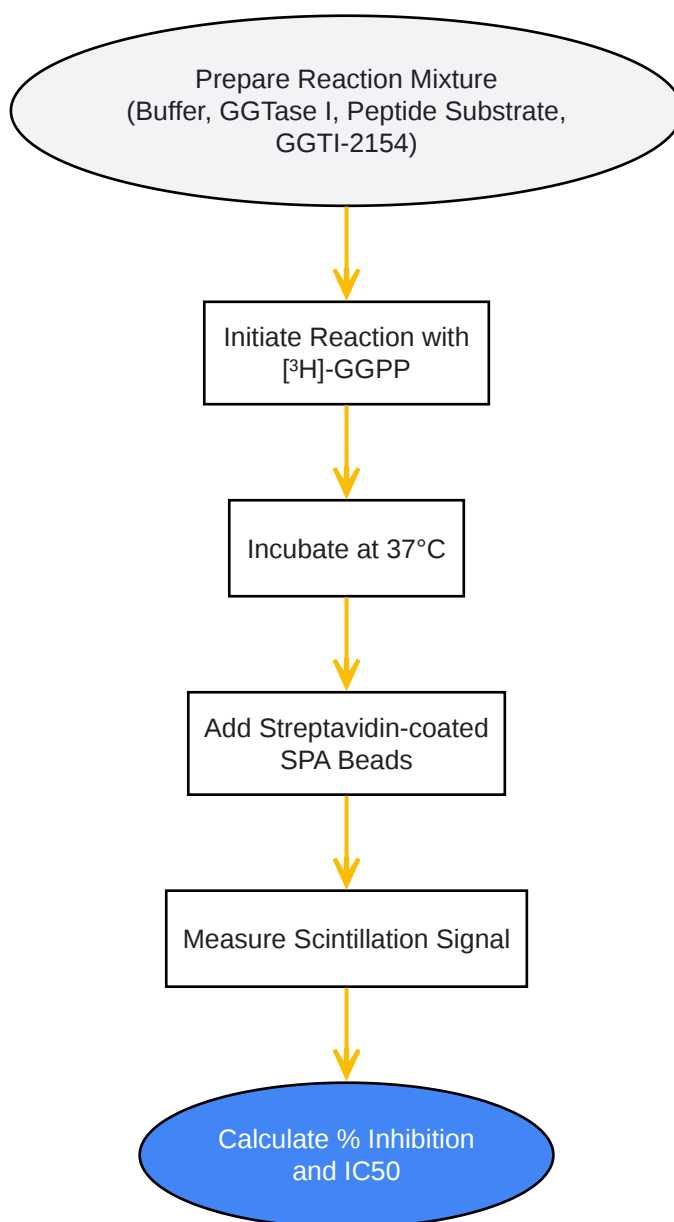 Prepare Reaction Mixture
(Buffer, GGTase I, Peptide Substrate,
GGTI-2154)
Initiate Reaction with
[³H]-GGPP
Incubate at 37°C
Add Streptavidin-coated
SPA Beads
Measure Scintillation Signal
Calculate % Inhibition
and IC50